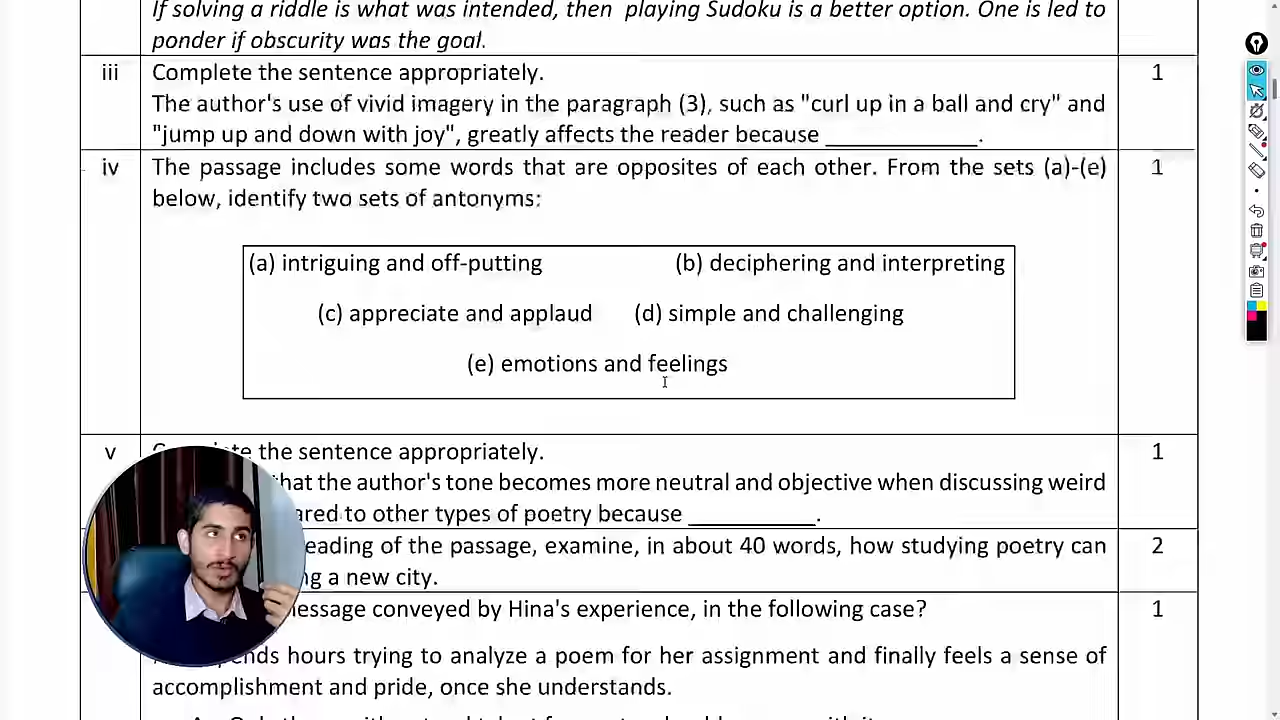 If solving a riddle is what was intended, then playing Sudoku is a better option. One is led to
ponder if obscurity was the goal.
iii Complete the sentence appropriately. 1
The author's use of vivid imagery in the paragraph (3), such as "curl up in a ball and cry" and
"jump up and down with joy", greatly affects the reader because ____________.
iv The passage includes some words that are opposites of each other. From the sets (a)-(e) 1
below, identify two sets of antonyms:
(a) intriguing and off-putting (b) deciphering and interpreting
(c) appreciate and applaud (d) simple and challenging
(e) emotions and feelings
v the sentence appropriately. 1
that the author's tone becomes more neutral and objective when discussing weird
to other types of poetry because __________.
reading of the passage, examine, in about 40 words, how studying poetry can 2
a new city.
message conveyed by Hina's experience, in the following case? 1
hours trying to analyze a poem for her assignment and finally feels a sense of
accomplishment and pride, once she understands.